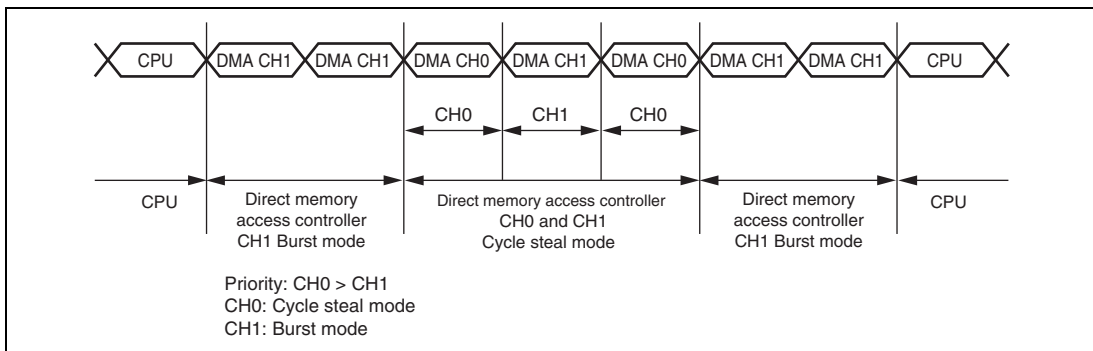 CPU DMA CH1 DMA CH1 DMA CH0 DMA CH1 DMA CH0 DMA CH1 DMA CH1 CPU
CH0 CH1 CH0
CPU
Direct memory
access controller
CH1 Burst mode
Direct memory access controller
CH0 and CH1
Cycle steal mode
Direct memory
access controller
CH1 Burst mode
CPU
Priority: CH0 > CH1
CH0: Cycle steal mode
CH1: Burst mode